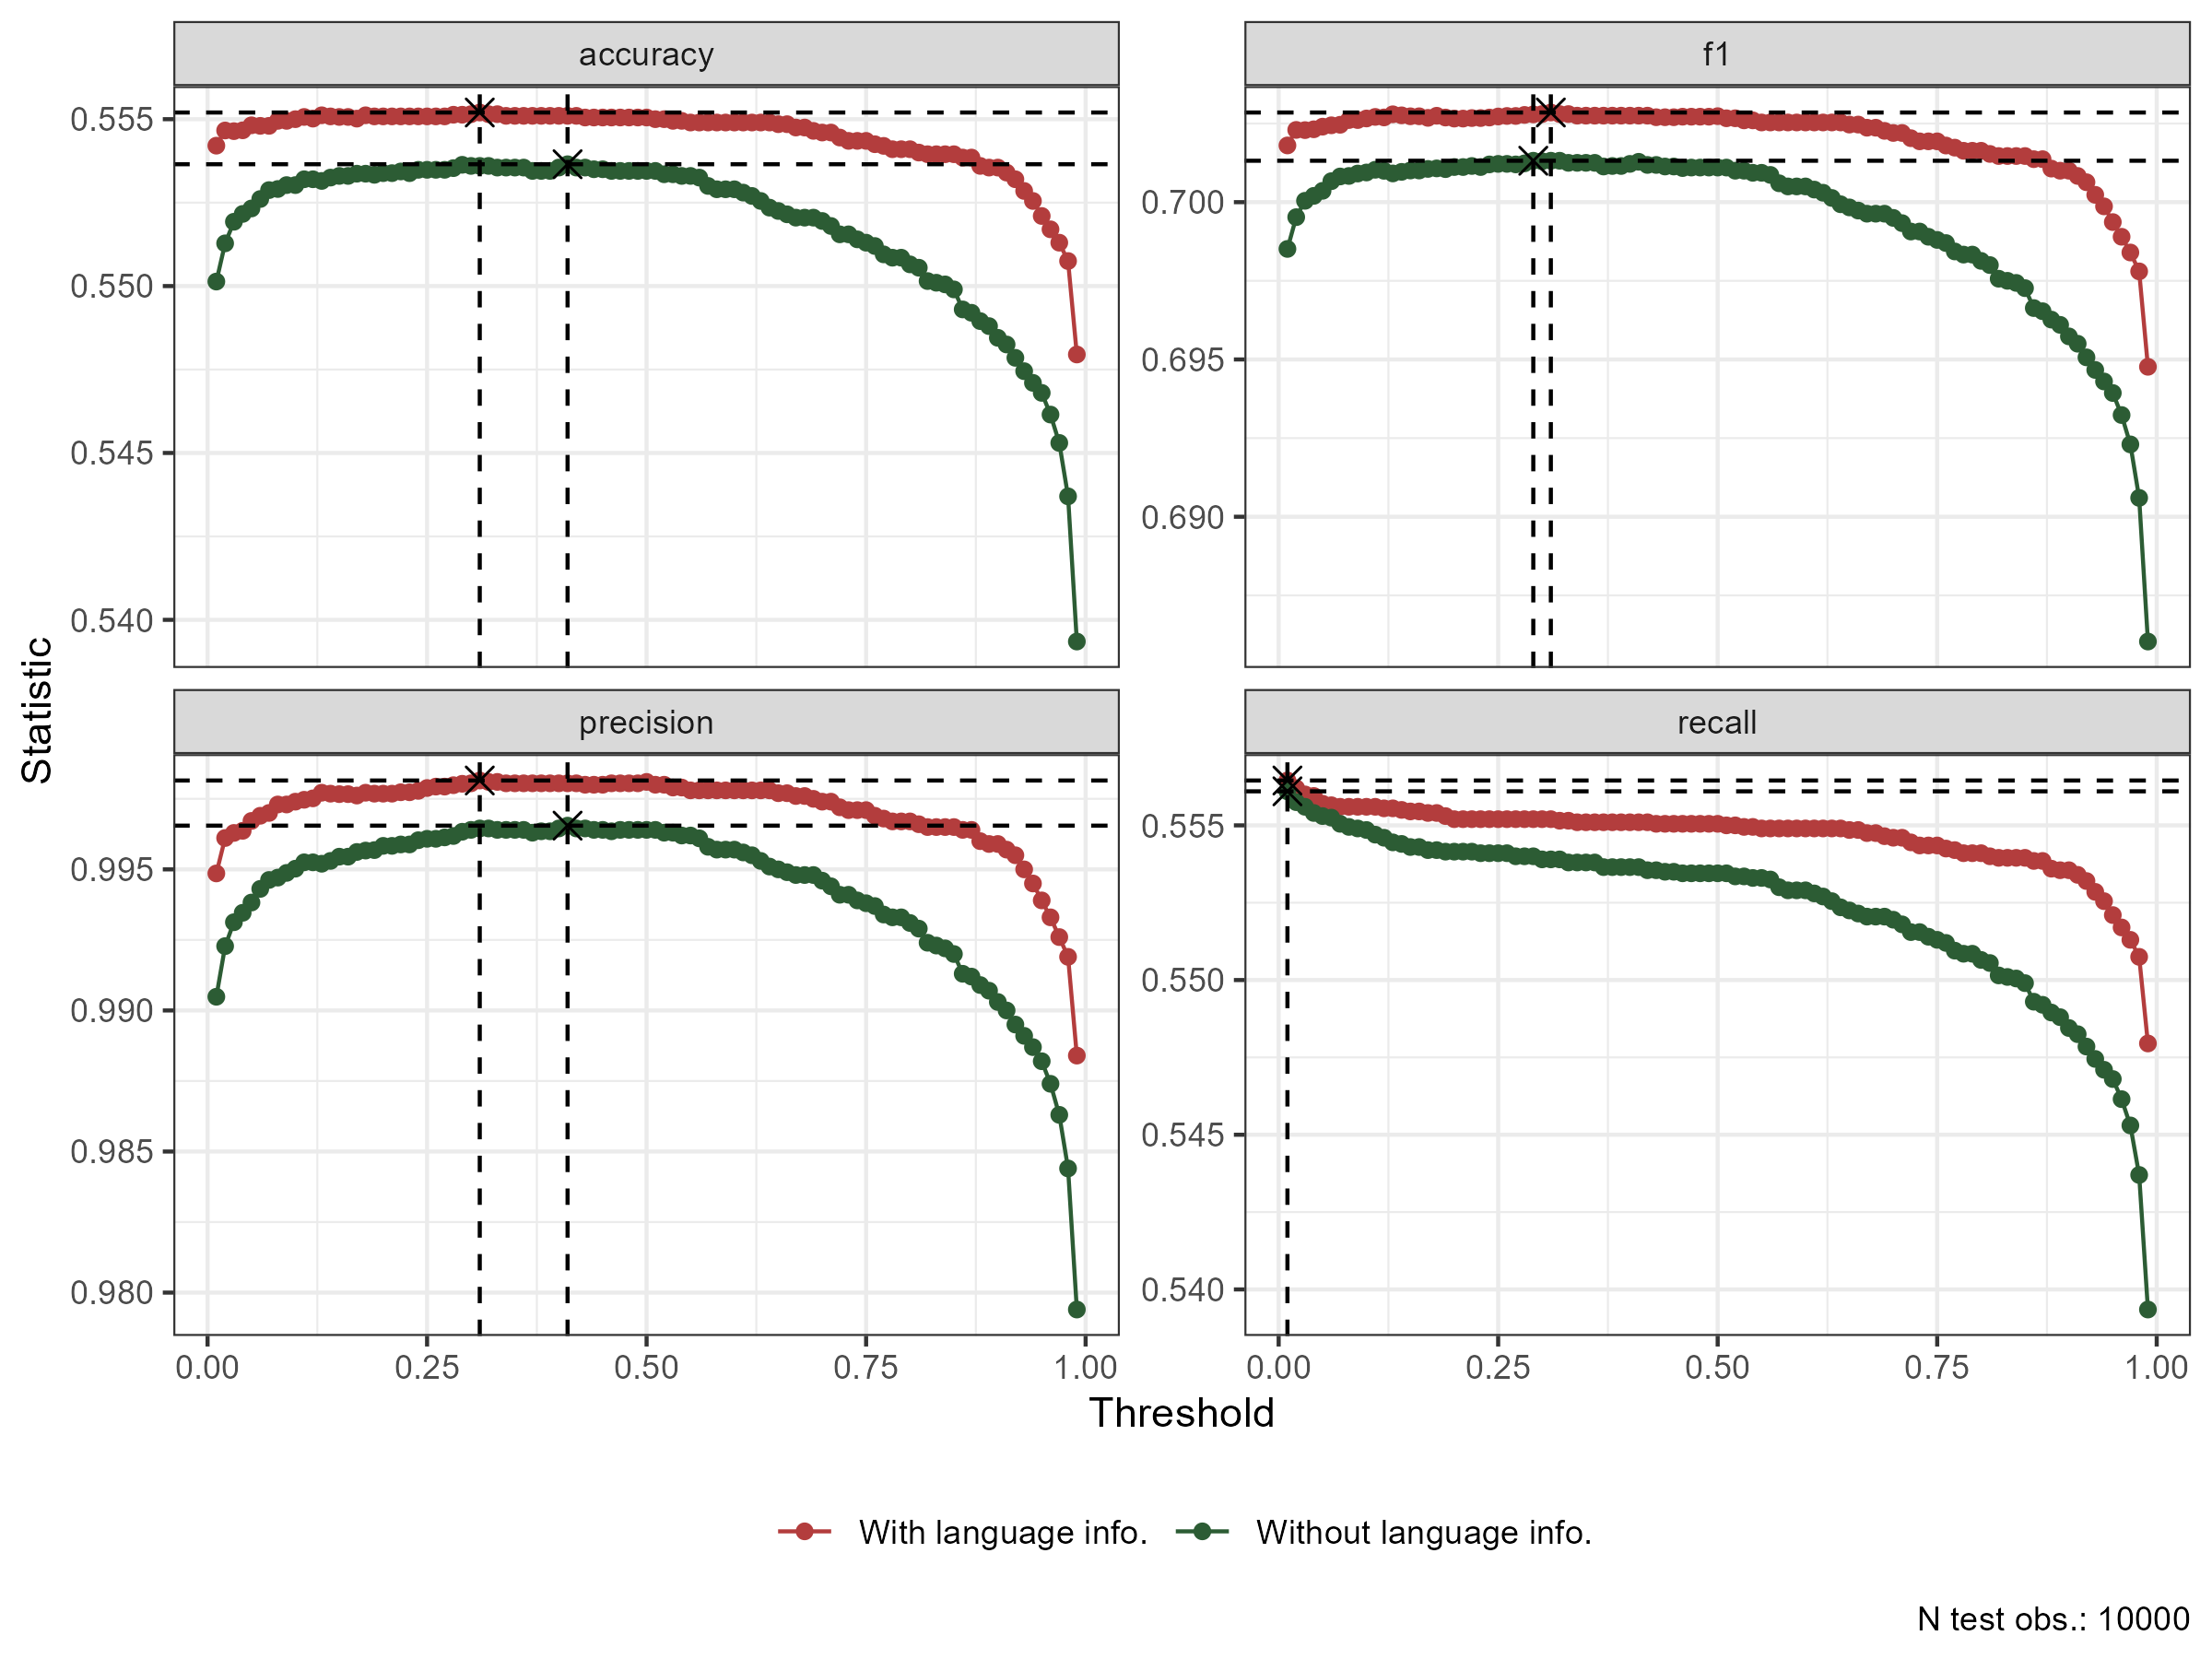 accuracy
f1
0.555
0.550
0.545
0.540
0.700
0.695
0.690
Statistic
precision
recall
0.995
0.990
0.985
0.980
0.555
0.550
0.545
0.540
0.00 0.25 0.50 0.75 1.00
0.00 0.25 0.50 0.75 1.00
Threshold
With language info. Without language info.
N test obs.: 10000